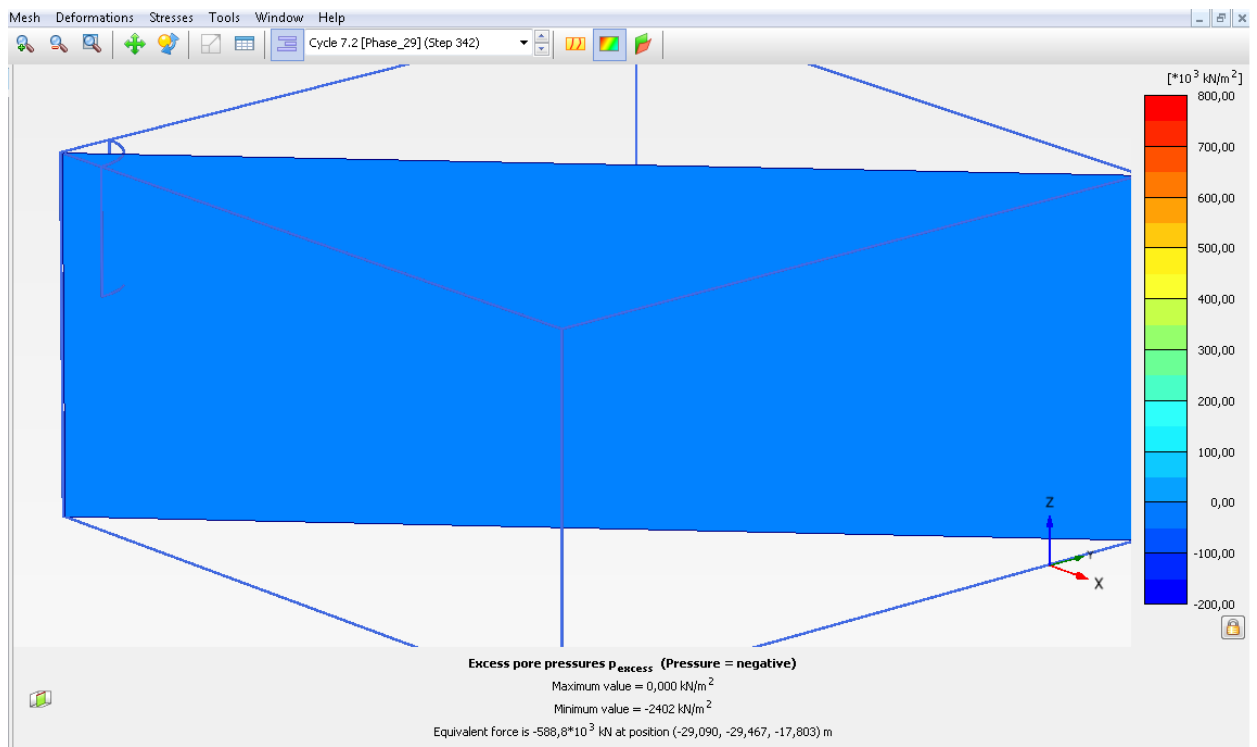 Mesh Deformations Stresses Tools Window Help
Cycle 7.2 [Phase_29] (Step 342)
[*10³ kN/m²]
800,00
700,00
600,00
500,00
400,00
300,00
200,00
100,00
0,00
-100,00
-200,00
Z
Y
X
Excess pore pressures p excess (Pressure = negative)
Maximum value = 0,000 kN/m²
Minimum value = -2402 kN/m²
Equivalent force is -588,8*10³ kN at position (-29,090, -29,467, -17,803) m